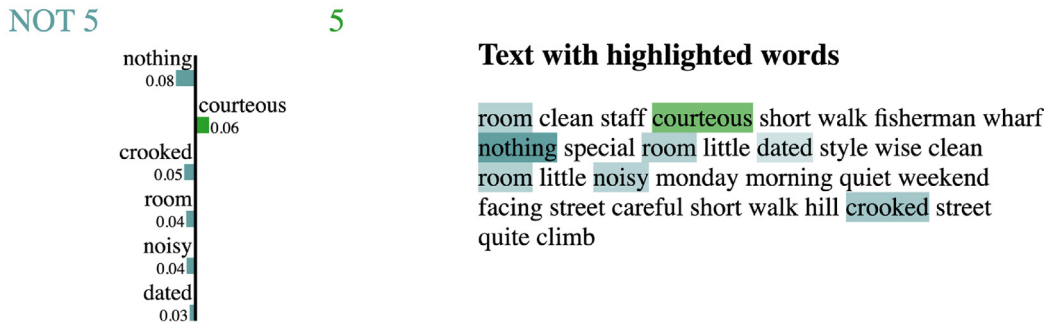 NOT 5
5
nothing
0.08
courteous
0.06
crooked
0.05
room
0.04
noisy
0.04
dated
0.03
Text with highlighted words
room clean staff courteous short walk fisherman wharf
nothing special room little dated style wise clean
room little noisy monday morning quiet weekend
facing street careful short walk hill crooked street
quite climb